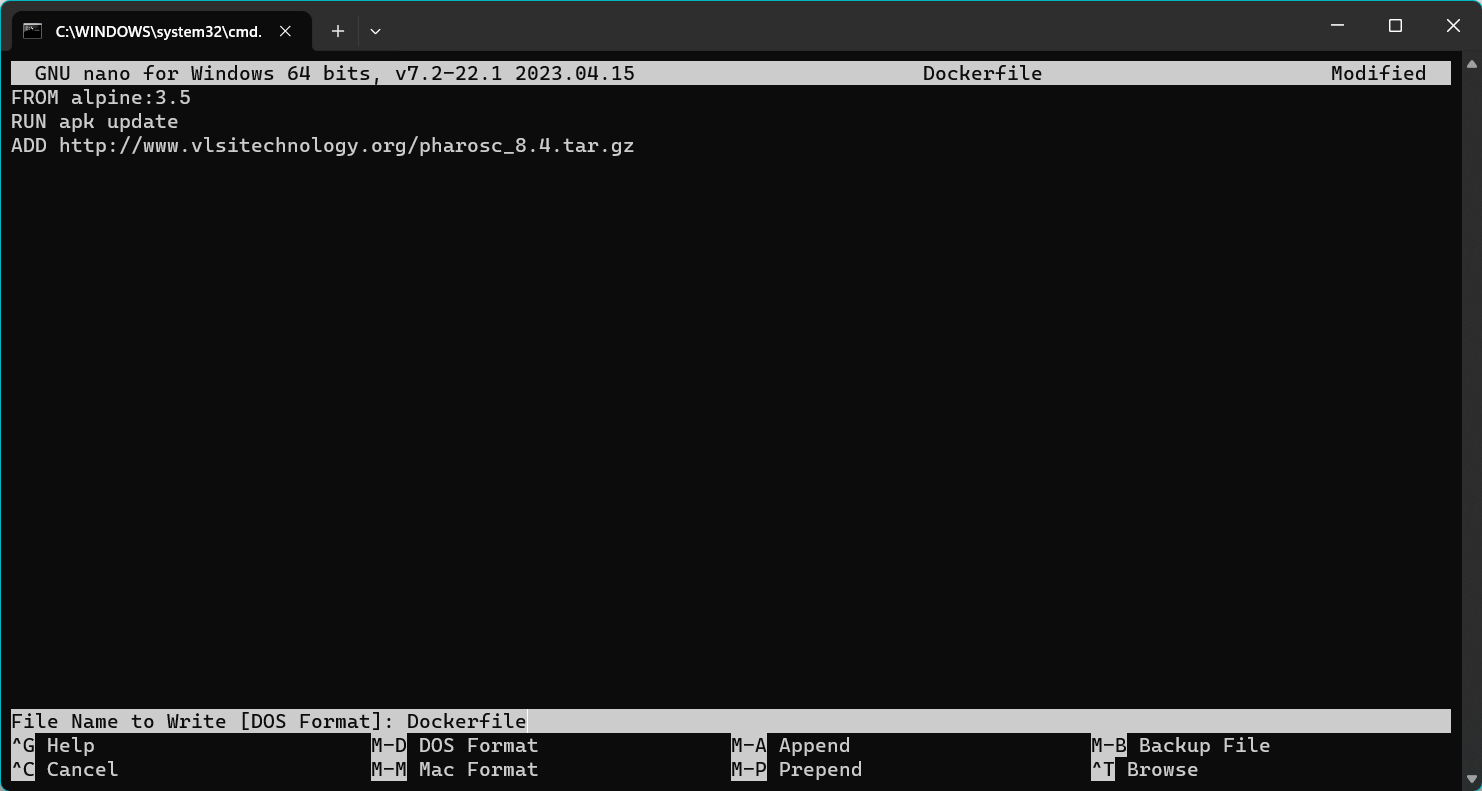 C:\WINDOWS\system32\cmd.
GNU nano for Windows 64 bits, v7.2-22.1 2023.04.15 Dockerfile Modified
FROM alpine:3.5
RUN apk update
ADD http://www.vlsitechnology.org/pharosc_8.4.tar.gz
File Name to Write [DOS Format]: Dockerfile
^G Help M-D DOS Format M-A Append M-B Backup File
^C Cancel M-M Mac Format M-P Prepend ^T Browse